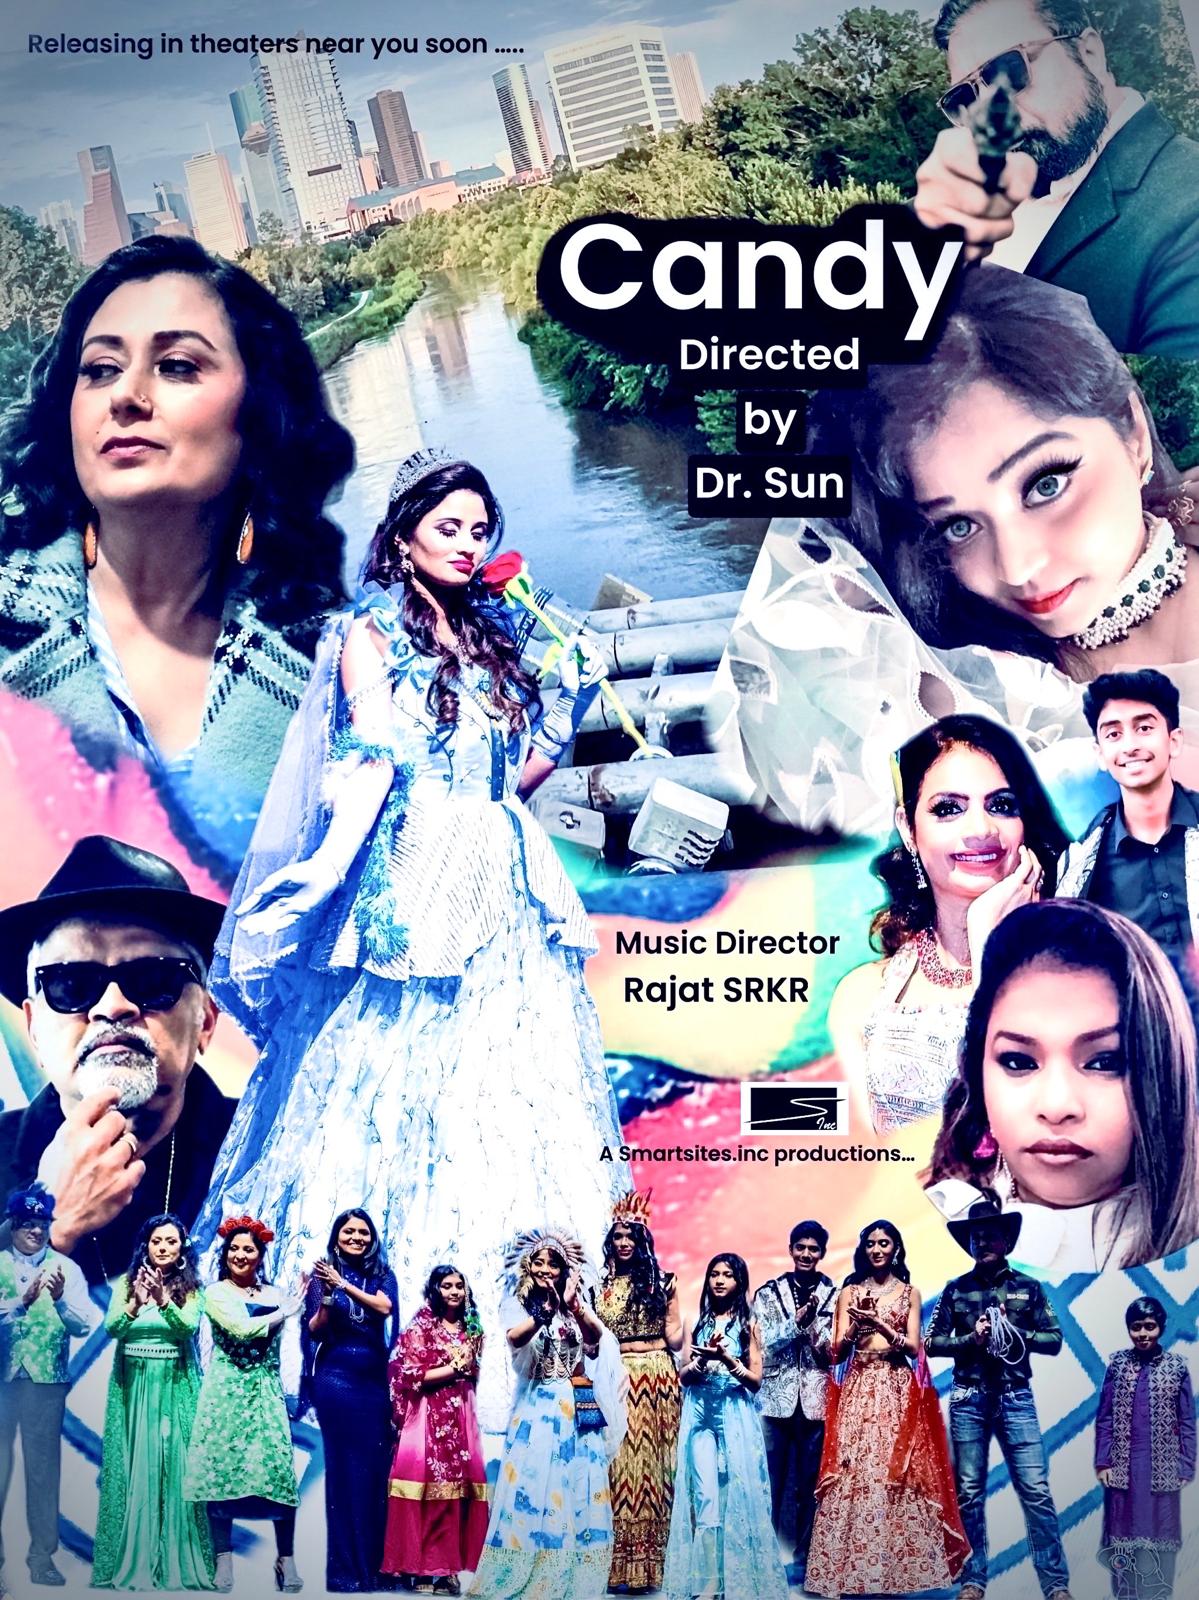 Releasing in theaters near you soon .....
Candy
Directed
by
Dr. Sun
Music Director
Rajat SRKR
S
Inc
A Smartsites.inc productions...